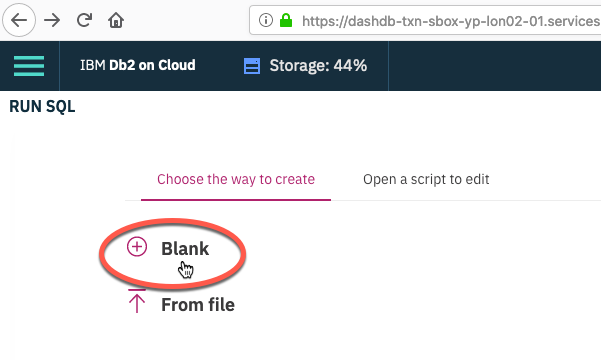 https://dashdb-txn-sbox-yp-lon02-01.services
IBM Db2 on Cloud Storage: 44%
RUN SQL
Choose the way to create Open a script to edit
Blank
From file